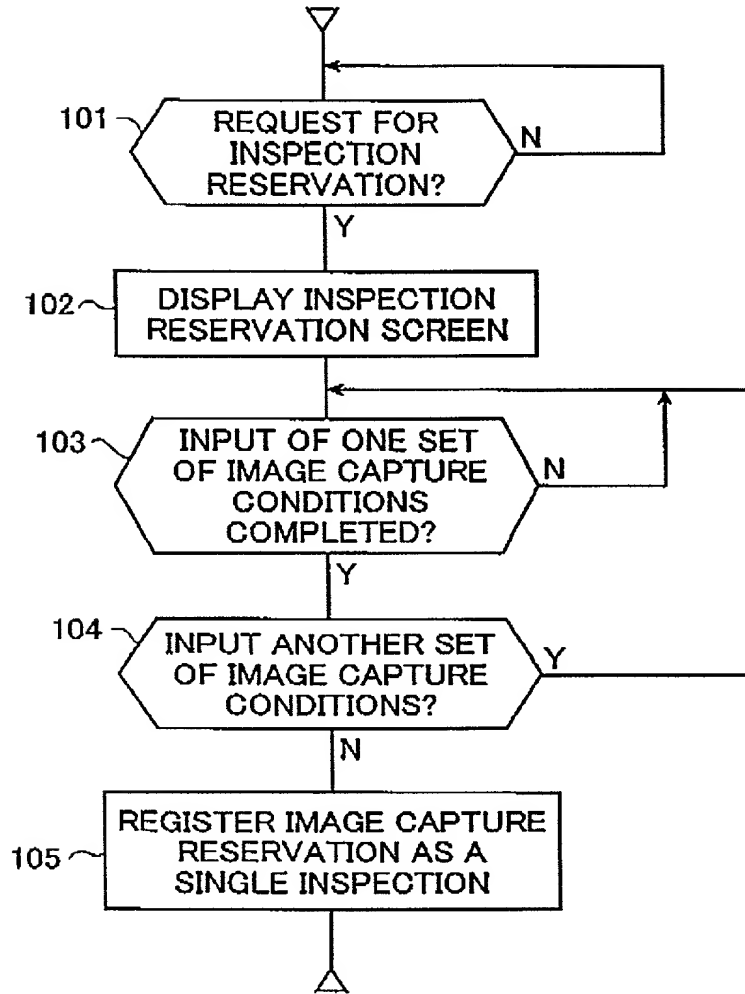 101
REQUEST FOR
INSPECTION
RESERVATION?
N
Y
102
DISPLAY INSPECTION
RESERVATION SCREEN
103
INPUT OF ONE SET
OF IMAGE CAPTURE
CONDITIONS
COMPLETED?
N
Y
104
INPUT ANOTHER SET
OF IMAGE CAPTURE
CONDITIONS?
Y
N
105
REGISTER IMAGE CAPTURE
RESERVATION AS A
SINGLE INSPECTION